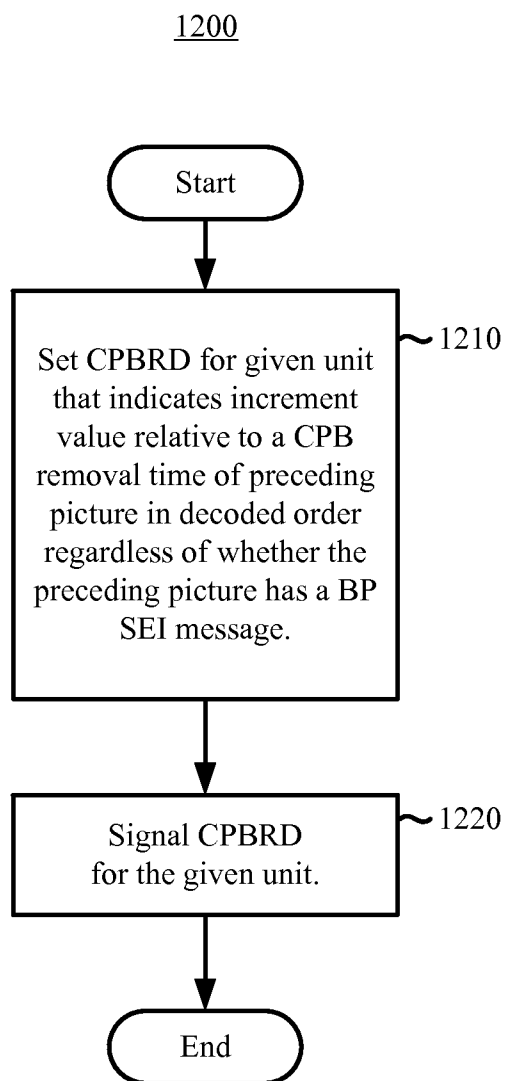 1200
Start
Set CPBRD for given unit
that indicates increment
value relative to a CPB
removal time of preceding
picture in decoded order
regardless of whether the
preceding picture has a BP
SEI message.
1210
Signal CPBRD
for the given unit.
1220
End